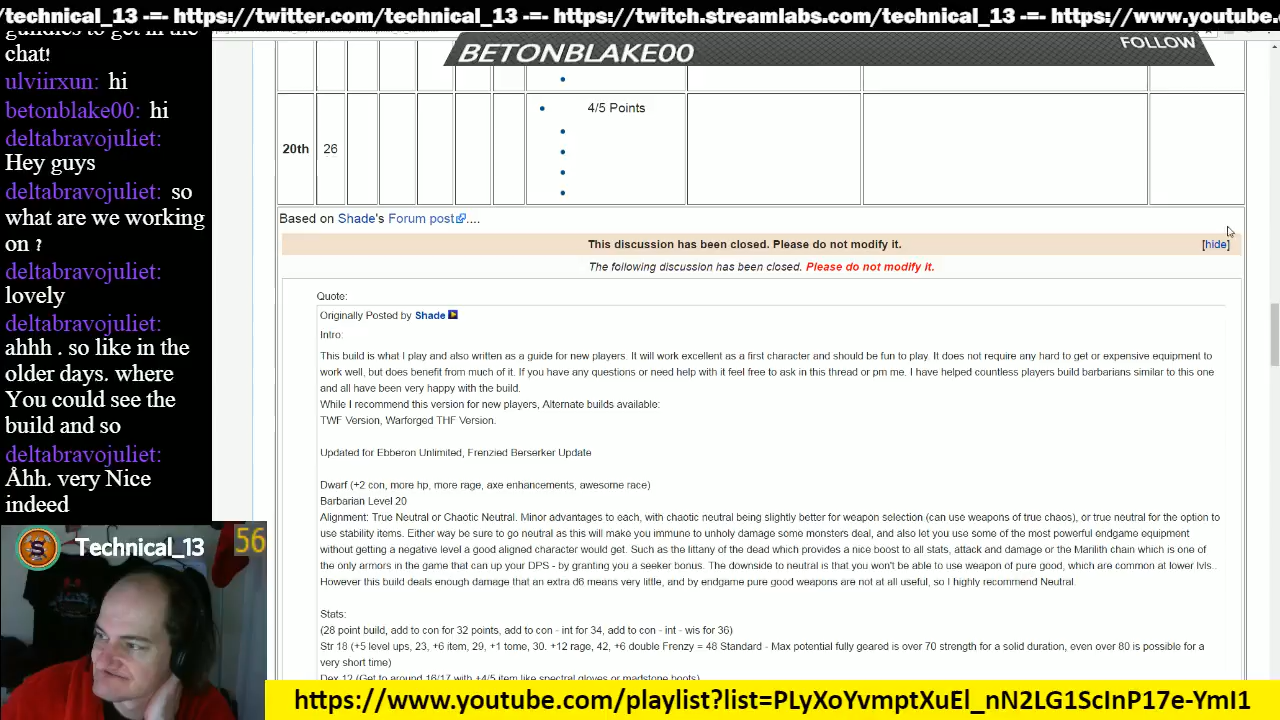 /technical_13 -=- https://twitter.com/technical_13 -=- https://twitch.streamlabs.com/technical_13 -=- https://www.youtube.
gundies to get in the
chat!
ulviirxun: hi
betonblake00: hi
deltabravojuliet:
Hey guys
deltabravojuliet: so
what are we working
on ?
deltabravojuliet:
lovely
deltabravojuliet:
ahhh . so like in the
older days. where
You could see the
build and so
deltabravojuliet:
Åhh. very Nice
indeed
Technical_13
56
BETONBLAKE00
FOLLOW
4/5 Points
20th 26
Based on Shade's Forum post....
This discussion has been closed. Please do not modify it.
[hide]
The following discussion has been closed. Please do not modify it.
Quote:
Originally Posted by Shade
Intro:
This build is what I play and also written as a guide for new players. It will work excellent as a first character and should be fun to play. It does not require any hard to get or expensive equipment to
work well, but does benefit from much of it. If you have any questions or need help with it feel free to ask in this thread or pm me. I have helped countless players build barbarians similar to this one
and all have been very happy with the build.
While I recommend this version for new players, Alternate builds available:
TWF Version, Warforged THF Version.
Updated for Ebberon Unlimited, Frenzied Berserker Update
Dwarf (+2 con, more hp, more rage, axe enhancements, awesome race)
Barbarian Level 20
Alignment: True Neutral or Chaotic Neutral. Minor advantages to each, with chaotic neutral being slightly better for weapon selection (can use weapons of true chaos), or true neutral for the option to
use stability items. Either way be sure to go neutral as this will make you immune to unholy damage some monsters deal, and also let you use some of the most powerful endgame equipment
without getting a negative level a good aligned character would get. Such as the littany of the dead which provides a nice boost to all stats, attack and damage or the Marilith chain which is one of
the only armors in the game that can up your DPS - by granting you a seeker bonus. The downside to neutral is that you won't be able to use weapon of pure good, which are common at lower lvls..
However this build deals enough damage that an extra d6 means very little, and by endgame pure good weapons are not at all useful, so I highly recommend Neutral.
Stats:
(28 point build, add to con for 32 points, add to con - int for 34, add to con - int - wis for 36)
Str 18 (+5 level ups, 23, +6 item, 29, +1 tome, 30. +12 rage, 42, +6 double Frenzy = 48 Standard - Max potential fully geared is over 70 strength for a solid duration, even over 80 is possible for a
very short time)
Dex 12 (Get to around 16/17 with +4/5 item like spectral gloves or madstone boots)
https://www.youtube.com/playlist?list=PLyXoYvmptXuEl_nN2LG1ScInP17e-YmI1